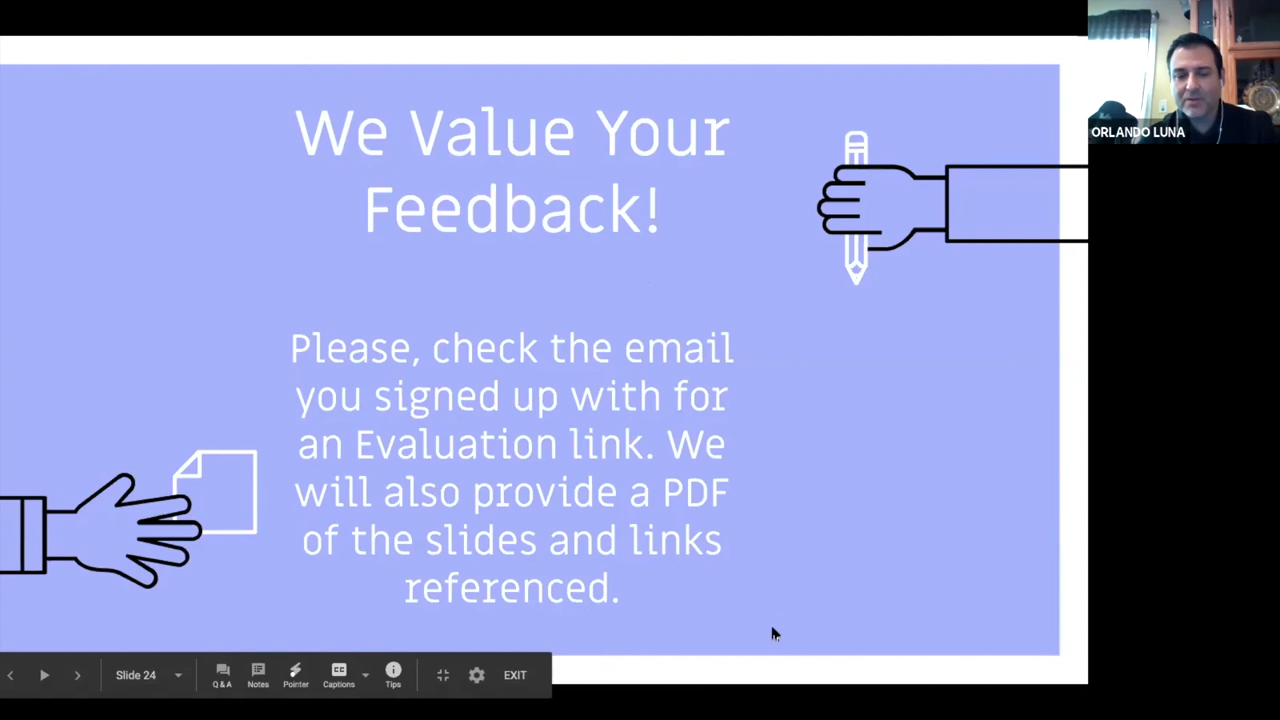 We Value Your
Feedback!
ORLANDO LUNA
Please, check the email
you signed up with for
an Evaluation link. We
will also provide a PDF
of the slides and links
referenced.
Slide 24
Q & A
Notes
Pointer
CC
Captions
Tips
EXIT